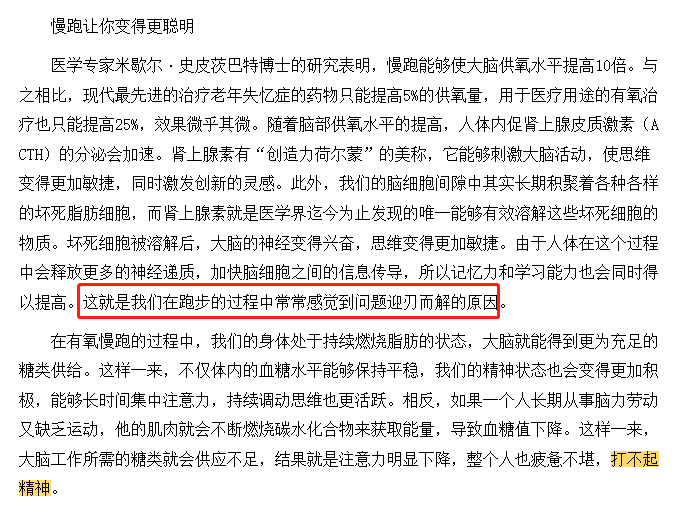 慢跑让你变得更聪明
医学专家米歇尔·史皮茨巴特博士的研究表明，慢跑能够使大脑供氧水平提高10倍。与
之相比，现代最先进的治疗老年失忆症的药物只能提高5%的供氧量，用于医疗用途的有氧治
疗也只能提高25%，效果微乎其微。随着脑部供氧水平的提高，人体内促肾上腺皮质激素（A
CTH）的分泌会加速。肾上腺素有“创造力荷尔蒙”的美称，它能够刺激大脑活动，使思维
变得更加敏捷，同时激发创新的灵感。此外，我们的脑细胞间隙中其实长期积聚着各种各样
的坏死脂肪细胞，而肾上腺素就是医学界迄今为止发现的唯一能够有效溶解这些坏死细胞的
物质。坏死细胞被溶解后，大脑的神经变得兴奋，思维变得更加敏捷。由于人体在这个过程
中会释放更多的神经递质，加快脑细胞之间的信息传导，所以记忆力和学习能力也会同时得
以提高。这就是我们在跑步的过程中常常感觉到问题迎刃而解的原因。
在有氧慢跑的过程中，我们的身体处于持续燃烧脂肪的状态，大脑就能得到更为充足的
糖类供给。这样一来，不仅体内的血糖水平能够保持平稳，我们的精神状态也会变得更加积
极，能够长时间集中注意力，持续调动思维也更活跃。相反，如果一个人长期从事脑力劳动
又缺乏运动，他的肌肉就会不断燃烧碳水化合物来获取能量，导致血糖值下降。这样一来，
大脑工作所需的糖类就会供应不足，结果就是注意力明显下降，整个人也疲惫不堪，打不起
精神。